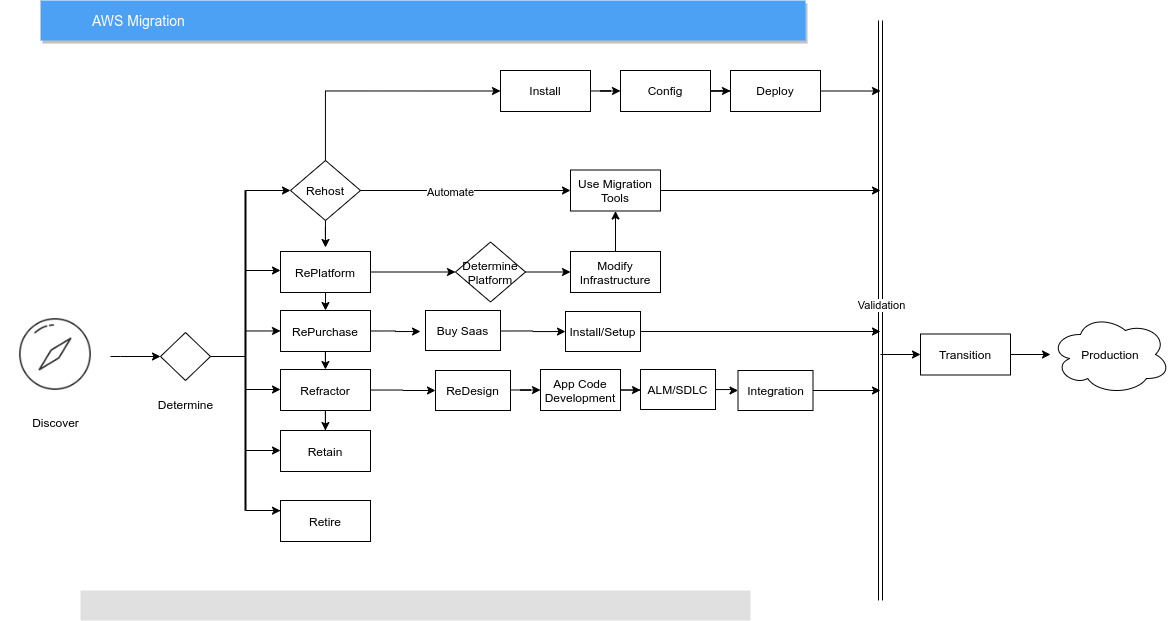 AWS Migration
Install
Config
Deploy
Rehost
Automate
Use Migration
Tools
RePlatform
Determine
Platform
Modify
Infrastructure
Validation
RePurchase
Buy Saas
Install/Setup
Transition
Production
Determine
Discover
Refractor
ReDesign
App Code
Development
ALM/SDLC
Integration
Retain
Retire